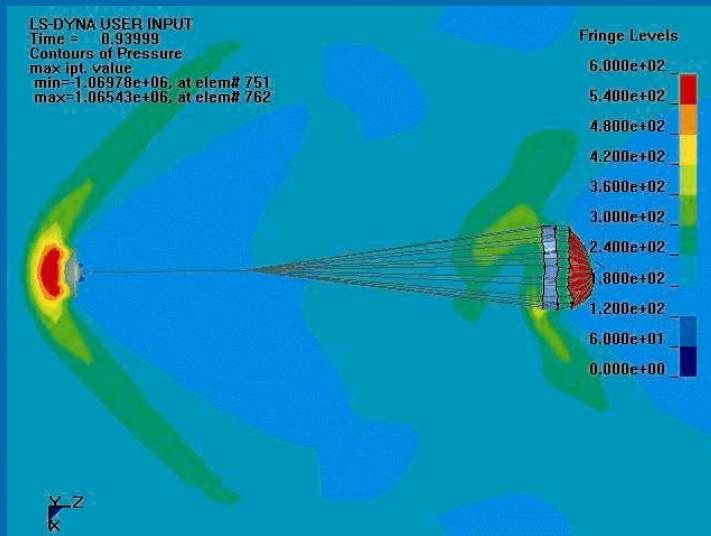 LS-DYNA USER INPUT
Time = 0.93999
Contours of Pressure
max ipt. value
min=-1.06978e+06, at elem# 751
max=1.06543e+06, at elem# 762
Fringe Levels
6.000e+02
5.400e+02
4.800e+02
4.200e+02
3.600e+02
3.000e+02
2.400e+02
1.800e+02
1.200e+02
6.000e+01
0.000e+00
Y Z
X